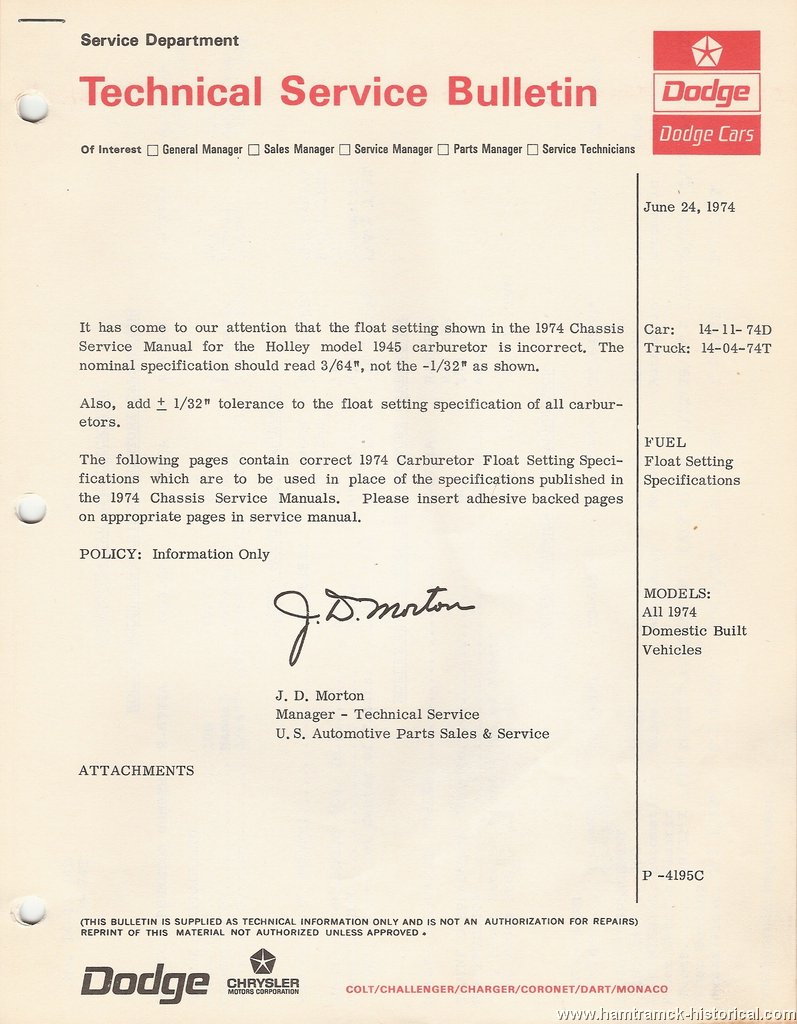 Service Department
Technical Service Bulletin
Dodge
Dodge Cars
Of Interest □ General Manager □ Sales Manager □ Service Manager □ Parts Manager □ Service Technicians
June 24, 1974
It has come to our attention that the float setting shown in the 1974 Chassis
Service Manual for the Holley model 1945 carburetor is incorrect. The
nominal specification should read 3/64", not the -1/32" as shown.
Also, add ± 1/32" tolerance to the float setting specification of all carbur-
etors.
The following pages contain correct 1974 Carburetor Float Setting Speci-
fications which are to be used in place of the specifications published in
the 1974 Chassis Service Manuals. Please insert adhesive backed pages
on appropriate pages in service manual.
POLICY: Information Only
J. D. Morton
J. D. Morton
Manager - Technical Service
U.S. Automotive Parts Sales & Service
ATTACHMENTS
Car: 14-11-74D
Truck: 14-04-74T
FUEL
Float Setting
Specifications
MODELS:
All 1974
Domestic Built
Vehicles
P -4195C
(THIS BULLETIN IS SUPPLIED AS TECHNICAL INFORMATION ONLY AND IS NOT AN AUTHORIZATION FOR REPAIRS)
REPRINT OF THIS MATERIAL NOT AUTHORIZED UNLESS APPROVED.
Dodge
CHRYSLER
MOTORS CORPORATION
COLT/CHALLENGER/CHARGER/CORONET/DART/MONACO
www.hamtramck-historical.com